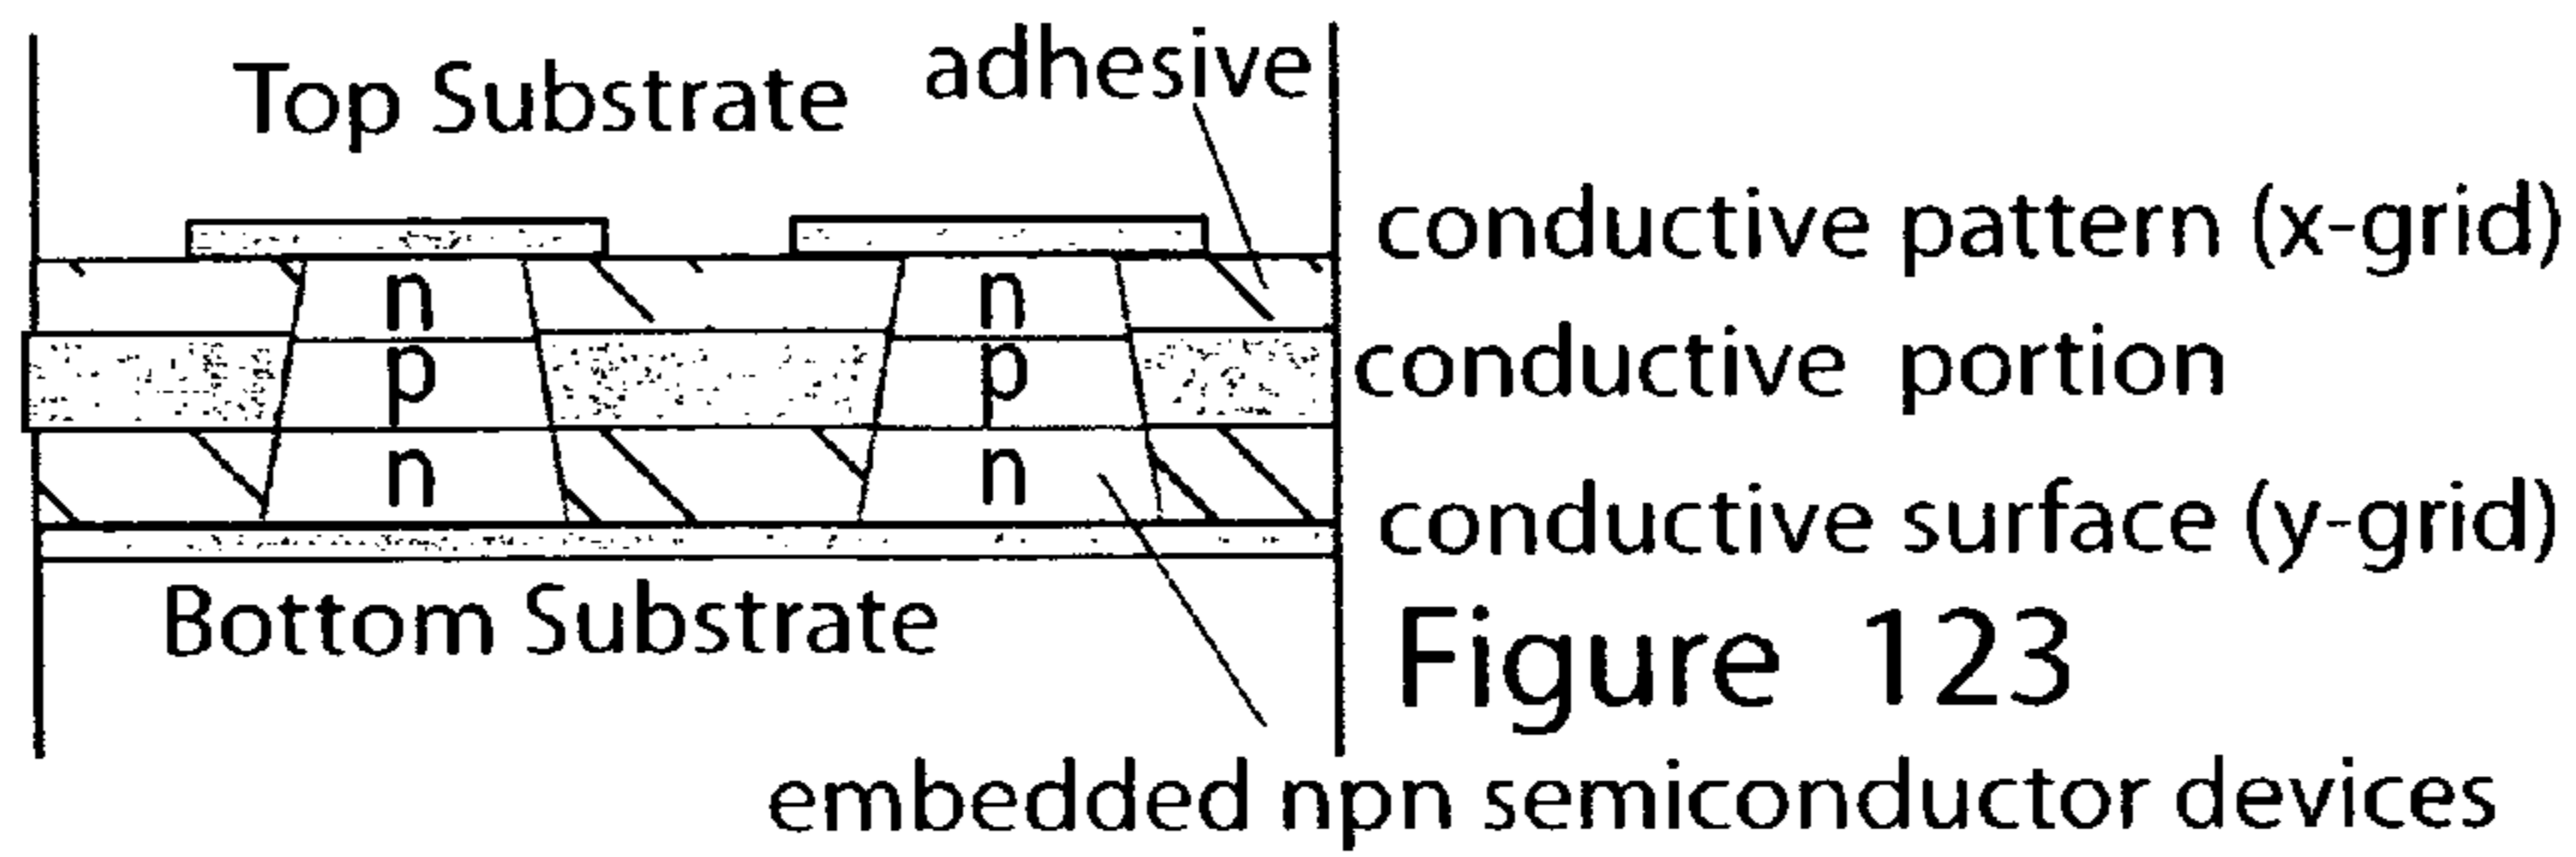 adhesive
Top Substrate
conductive pattern (x-grid)
n n
p p
conductive portion
n n
conductive surface (y-grid)
Bottom Substrate
Figure 123
embedded npn semiconductor devices